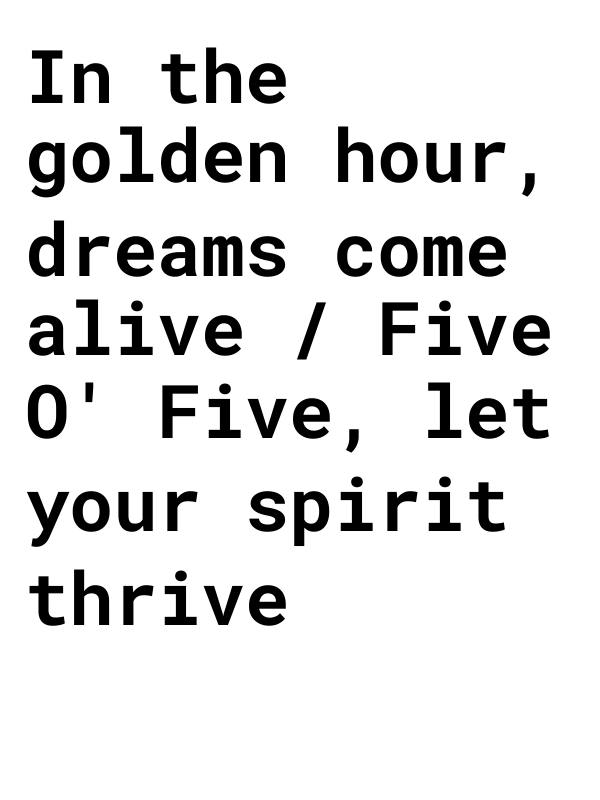 In the
golden hour,
dreams come
alive / Five
O' Five, let
your spirit
thrive